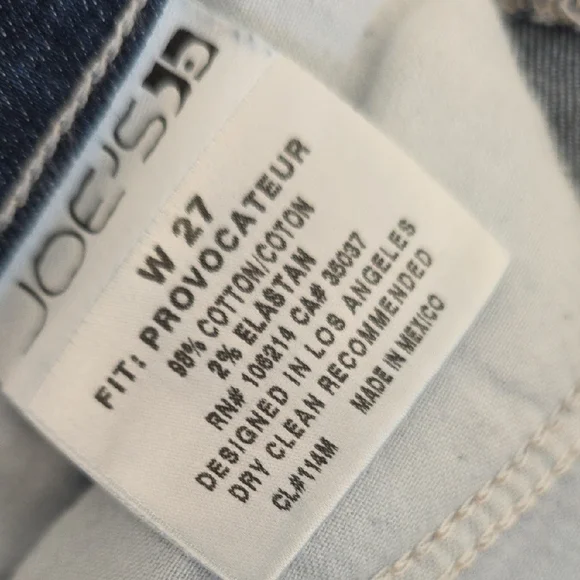 JOE'S
W 27
FIT: PROVOCATEUR
98% COTTON/COTON
2% ELASTAN
RN# 106214 CA# 35037
DESIGNED IN LOS ANGELES
DRY CLEAN RECOMMENDED
CL#114M MADE IN MEXICO